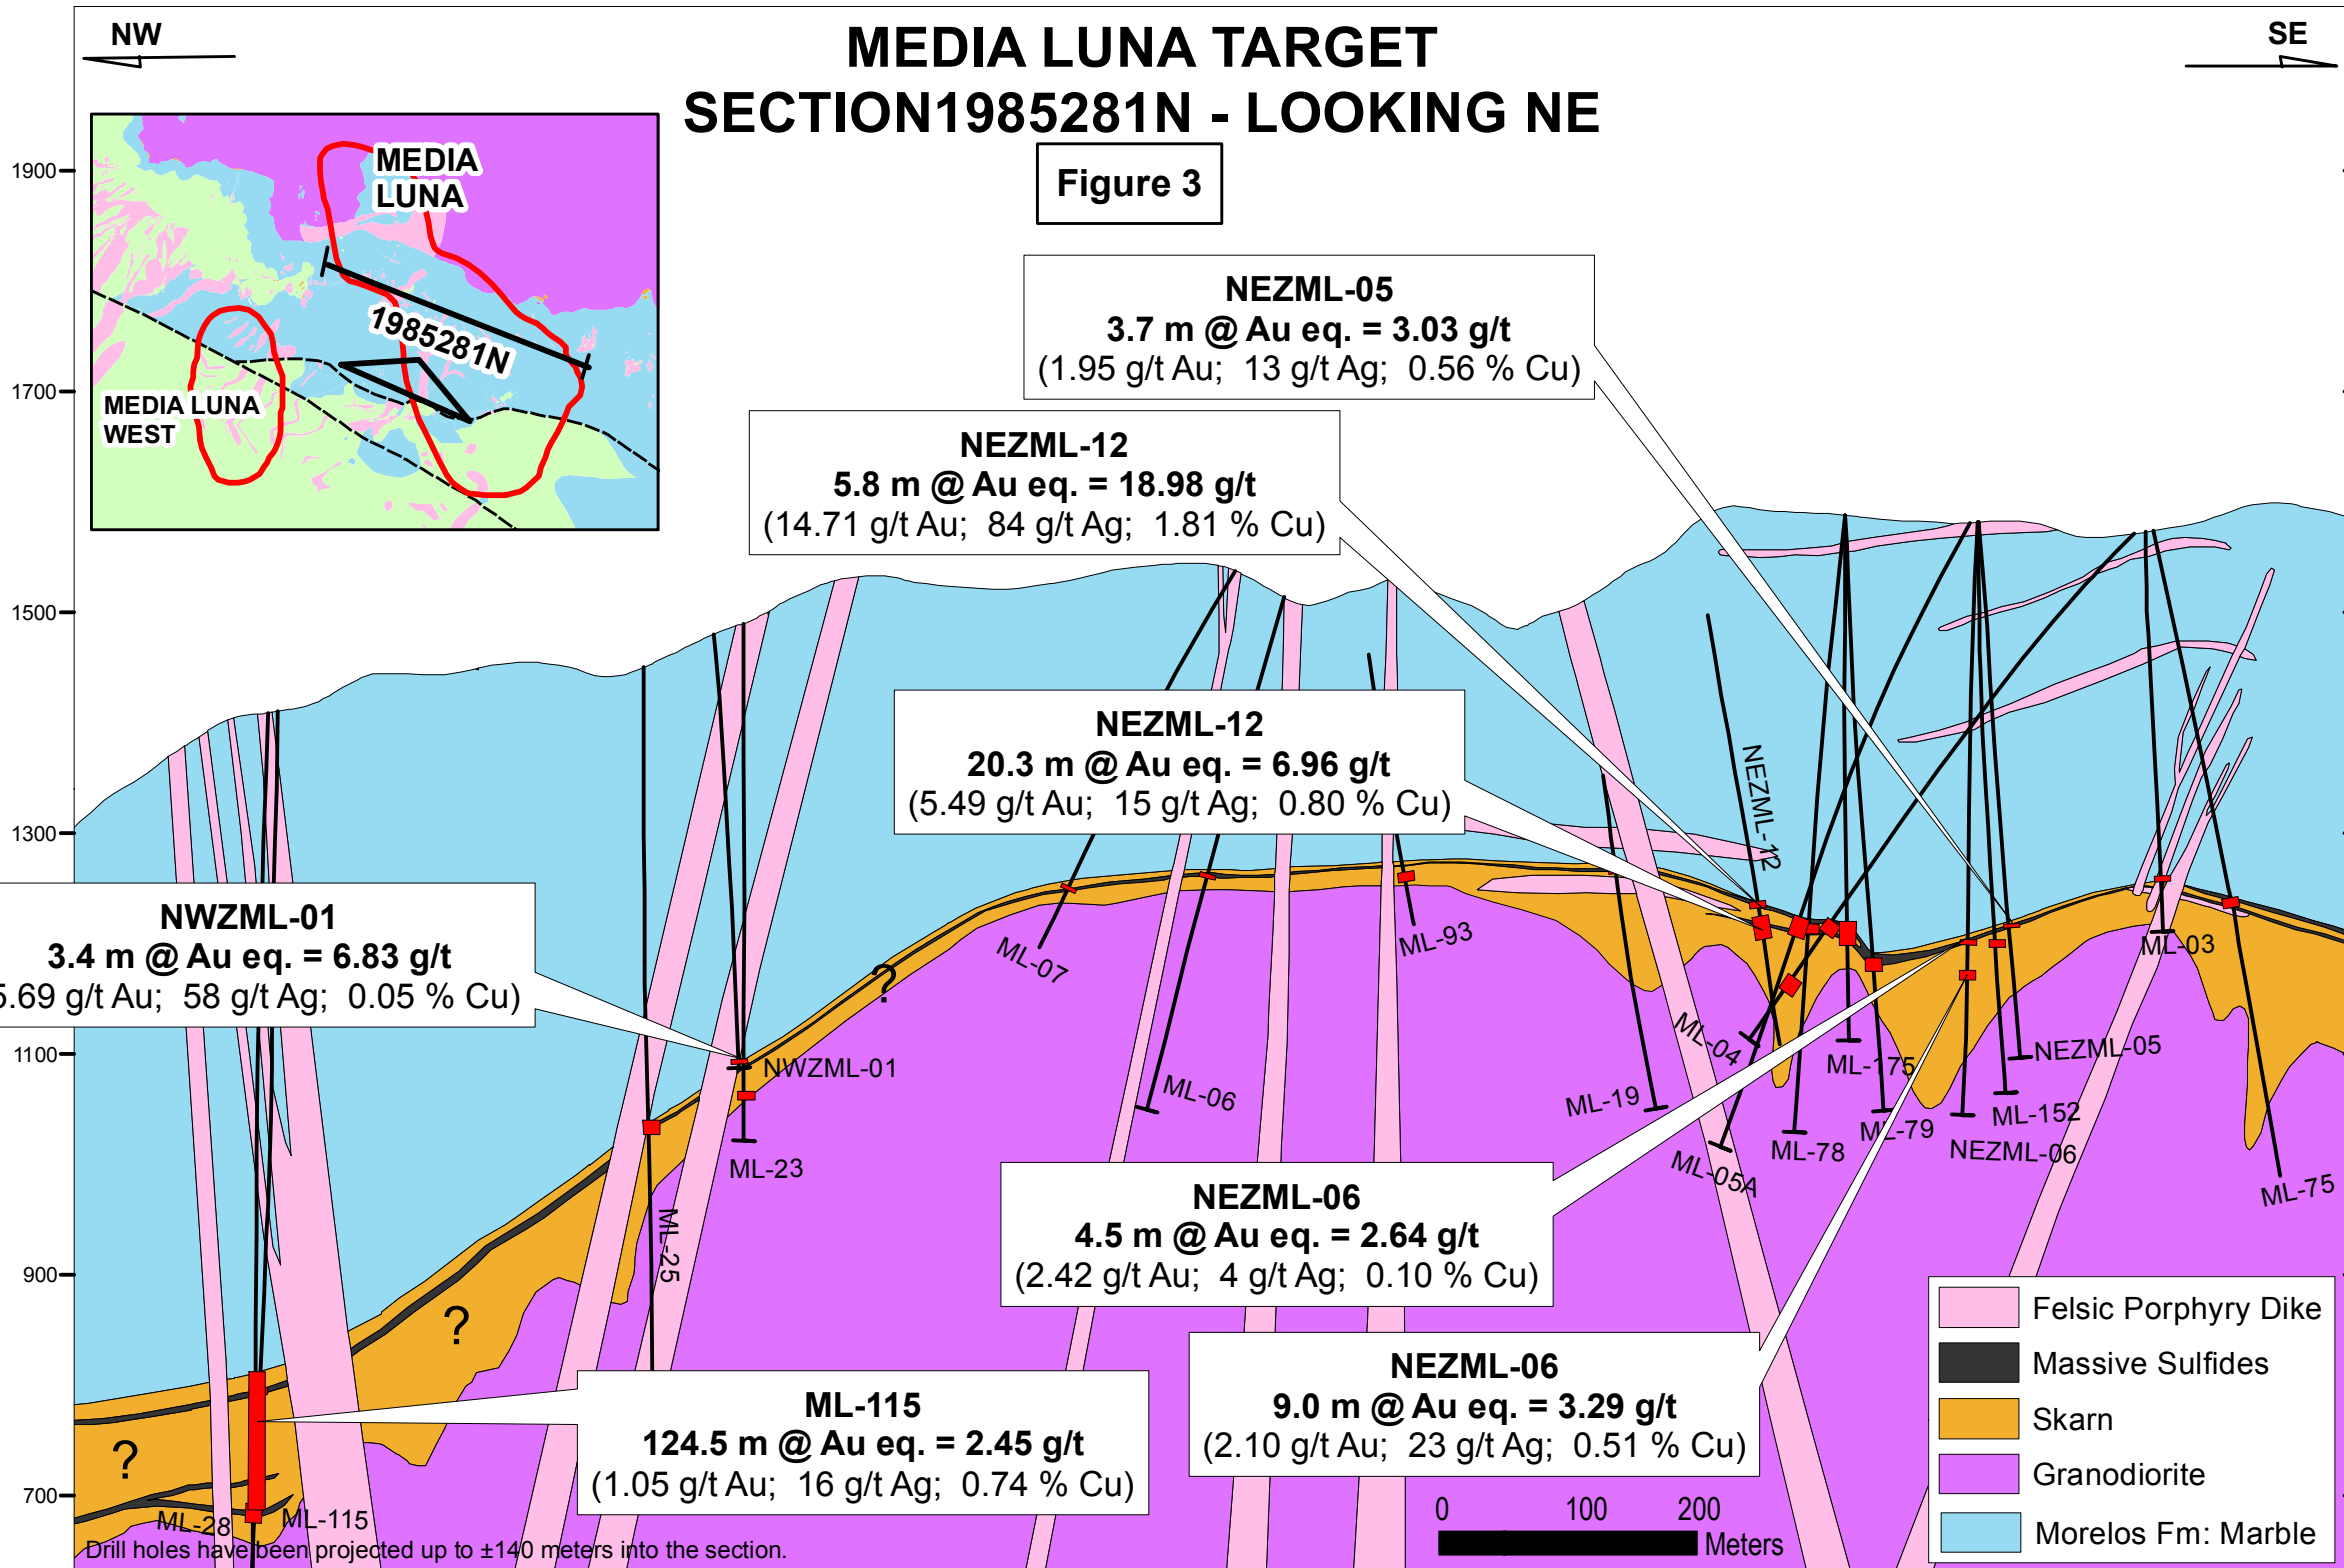 NW
SE
MEDIA LUNA TARGET
SECTION1985281N - LOOKING NE
Figure 3
MEDIA
LUNA
1985281N
MEDIA LUNA
WEST
1900
1700
1500
1300
1100
900
700
NEZML-05
3.7 m @ Au eq. = 3.03 g/t
(1.95 g/t Au; 13 g/t Ag; 0.56 % Cu)
NEZML-12
5.8 m @ Au eq. = 18.98 g/t
(14.71 g/t Au; 84 g/t Ag; 1.81 % Cu)
NEZML-12
20.3 m @ Au eq. = 6.96 g/t
(5.49 g/t Au; 15 g/t Ag; 0.80 % Cu)
NEZML-12
NWZML-01
3.4 m @ Au eq. = 6.83 g/t
5.69 g/t Au; 58 g/t Ag; 0.05 % Cu)
?
ML-07
ML-93
ML-03
NWZML-01
ML-06
ML-19
ML-04
ML-175
NEZML-05
ML-152
ML-79
ML-78
NEZML-06
ML-05A
ML-75
ML-23
ML-25
NEZML-06
4.5 m @ Au eq. = 2.64 g/t
(2.42 g/t Au; 4 g/t Ag; 0.10 % Cu)
?
NEZML-06
9.0 m @ Au eq. = 3.29 g/t
(2.10 g/t Au; 23 g/t Ag; 0.51 % Cu)
ML-115
124.5 m @ Au eq. = 2.45 g/t
(1.05 g/t Au; 16 g/t Ag; 0.74 % Cu)
?
ML-28
ML-115
Drill holes have been projected up to ±140 meters into the section.
0 100 200
Meters
Felsic Porphyry Dike
Massive Sulfides
Skarn
Granodiorite
Morelos Fm: Marble